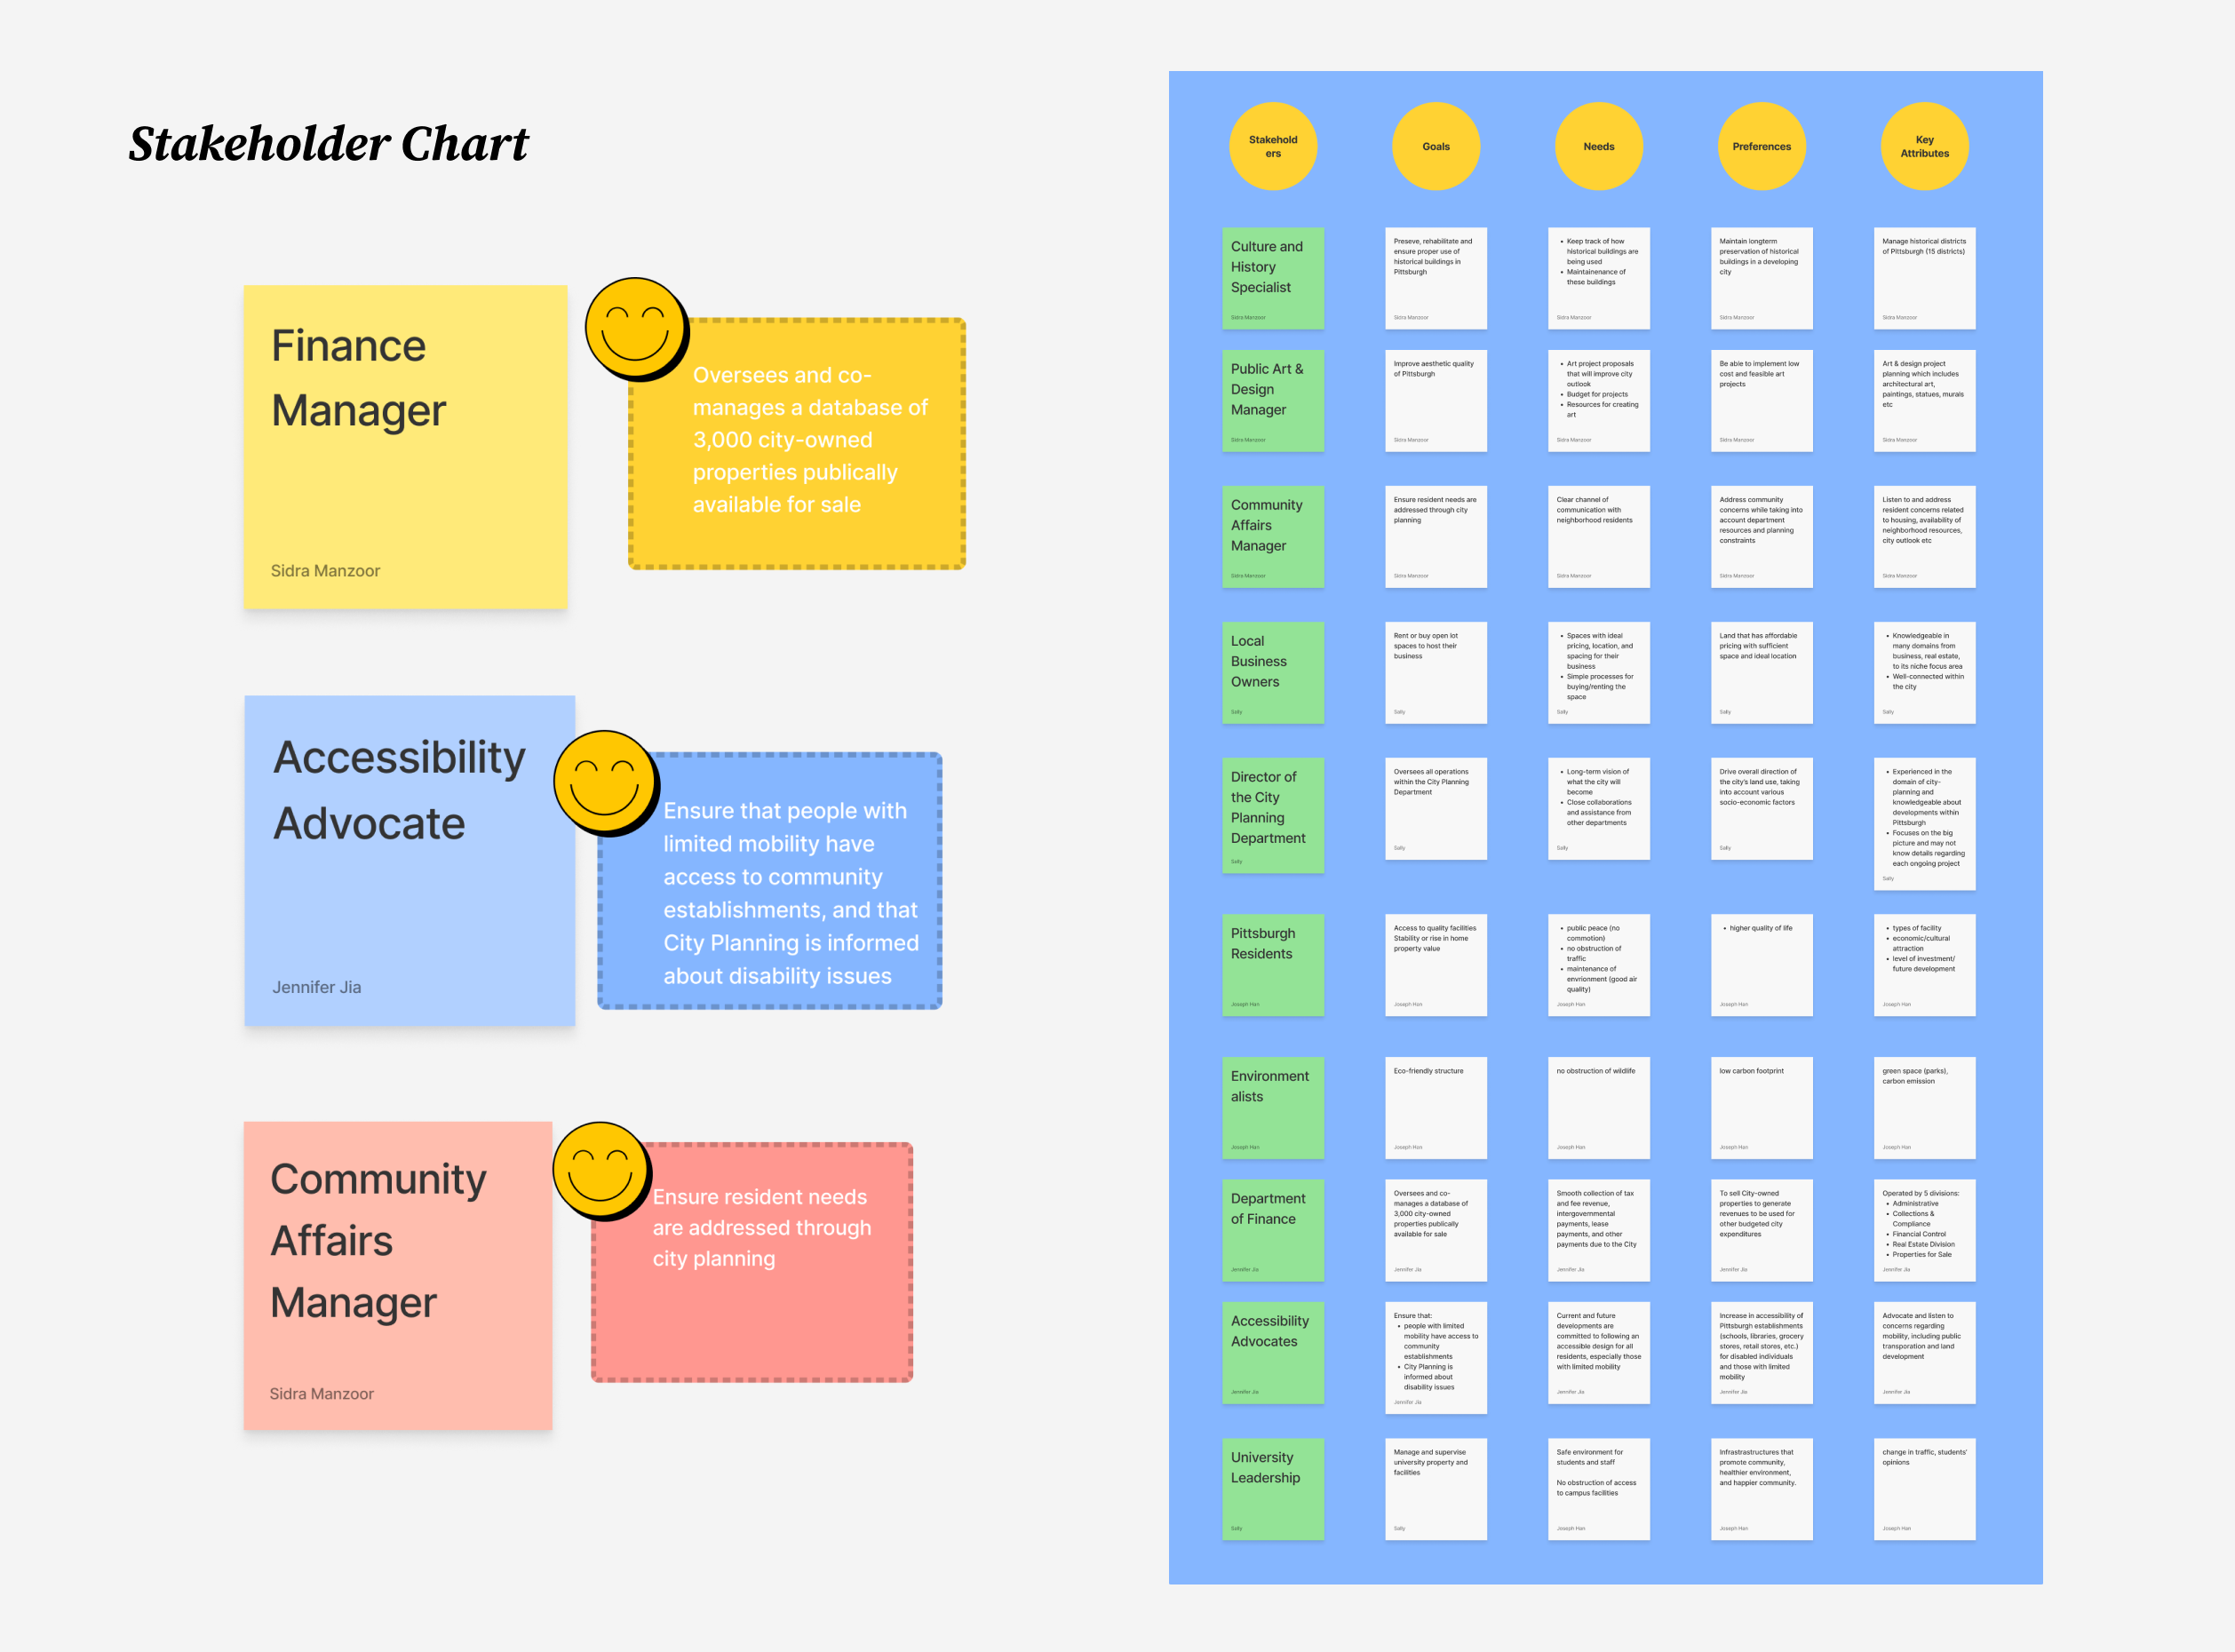 Stakeholder Chart
Finance
Manager
Sidra Manzoor
Oversees and co-
manages a database of
3,000 city-owned
properties publically
available for sale
Accessibility
Advocate
Jennifer Jia
Ensure that people with
limited mobility have
access to community
establishments, and that
City Planning is informed
about disability issues
Community
Affairs
Manager
Sidra Manzoor
Ensure resident needs
are addressed through
city planning
Stakehold
ers
Goals
Needs
Preferences
Key
Attributes
Culture and
History
Specialist
Sidra Manzoor
Preseve, rehabilitate and
ensure proper use of
historical buildings in
Pittsburgh
Sidra Manzoor
• Keep track of how
historical buildings are
being used
• Maintainenance of
these buildings
Sidra Manzoor
Maintain longterm
preservation of historical
buildings in a developing
city
Sidra Manzoor
Manage historical districts
of Pittsburgh (15 districts)
Sidra Manzoor
Public Art &
Design
Manager
Sidra Manzoor
Improve aesthetic quality
of Pittsburgh
Sidra Manzoor
• Art project proposals
that will improve city
outlook
• Budget for projects
• Resources for creating
art
Sidra Manzoor
Be able to implement low
cost and feasible art
projects
Sidra Manzoor
Art & design project
planning which includes
architectural art,
paintings, statues, murals
etc
Sidra Manzoor
Community
Affairs
Manager
Sidra Manzoor
Ensure resident needs are
addressed through city
planning
Sidra Manzoor
Clear channel of
communication with
neighborhood residents
Sidra Manzoor
Address community
concerns while taking into
account department
resources and planning
constraints
Sidra Manzoor
Listen to and address
resident concerns related
to housing, availability of
neighborhood resources,
city outlook etc
Sidra Manzoor
Local
Business
Owners
Sally
Rent or buy open lot
spaces to host their
business
Sally
• Spaces with ideal
pricing, location, and
spacing for their
business
• Simple processes for
buying/renting the
space
Sally
Land that has affordable
pricing with sufficient
space and ideal location
Sally
• Knowledgeable in
many domains from
business, real estate,
to its niche focus area
• Well-connected within
the city
Sally
Director of
the City
Planning
Department
Sally
Oversees all operations
within the City Planning
Department
Sally
• Long-term vision of
what the city will
become
• Close collaborations
and assistance from
other departments
Sally
Drive overall direction of
the city's land use, taking
into account various
socio-economic factors
Sally
• Experienced in the
domain of city-
planning and
knowledgeable about
developments within
Pittsburgh
• Focuses on the big
picture and may not
know details regarding
each ongoing project
Sally
Pittsburgh
Residents
Joseph Han
Access to quality facilities
Stability or rise in home
property value
Joseph Han
• public peace (no
commotion)
• no obstruction of
traffic
• maintenance of
envrionment (good air
quality)
Joseph Han
• higher quality of life
Joseph Han
• types of facility
• economic/cultural
attraction
• level of investment/
future development
Joseph Han
Environment
alists
Joseph Han
Eco-friendly structure
Joseph Han
no obstruction of wildlife
Joseph Han
low carbon footprint
Joseph Han
green space (parks),
carbon emission
Joseph Han
Department
of Finance
Jennifer Jia
Oversees and co-
manages a database of
3,000 city-owned
properties publically
available for sale
Jennifer Jia
Smooth collection of tax
and fee revenue,
intergovernmental
payments, lease
payments, and other
payments due to the City
Jennifer Jia
To sell City-owned
properties to generate
revenues to be used for
other budgeted city
expenditures
Jennifer Jia
Operated by 5 divisions:
• Administrative
• Collections &
Compliance
• Financial Control
• Real Estate Division
• Properties for Sale
Jennifer Jia
Accessibility
Advocates
Jennifer Jia
Ensure that:
• people with limited
mobility have access to
community
establishments
• City Planning is
informed about
disability issues
Jennifer Jia
Current and future
developments are
committed to following an
accessible design for all
residents, especially those
with limited mobility
Jennifer Jia
Increase in accessibility of
Pittsburgh establishments
(schools, libraries, grocery
stores, retail stores, etc.)
for disabled individuals
and those with limited
mobility
Jennifer Jia
Advocate and listen to
concerns regarding
mobility, including public
transporation and land
development
Jennifer Jia
University
Leadership
Sally
Manage and supervise
university property and
facilities
Sally
Safe environment for
students and staff
No obstruction of access
to campus facilities
Joseph Han
Infrastrastructures that
promote community,
healthier environment,
and happier community.
Joseph Han
change in traffic, students'
opinions
Joseph Han